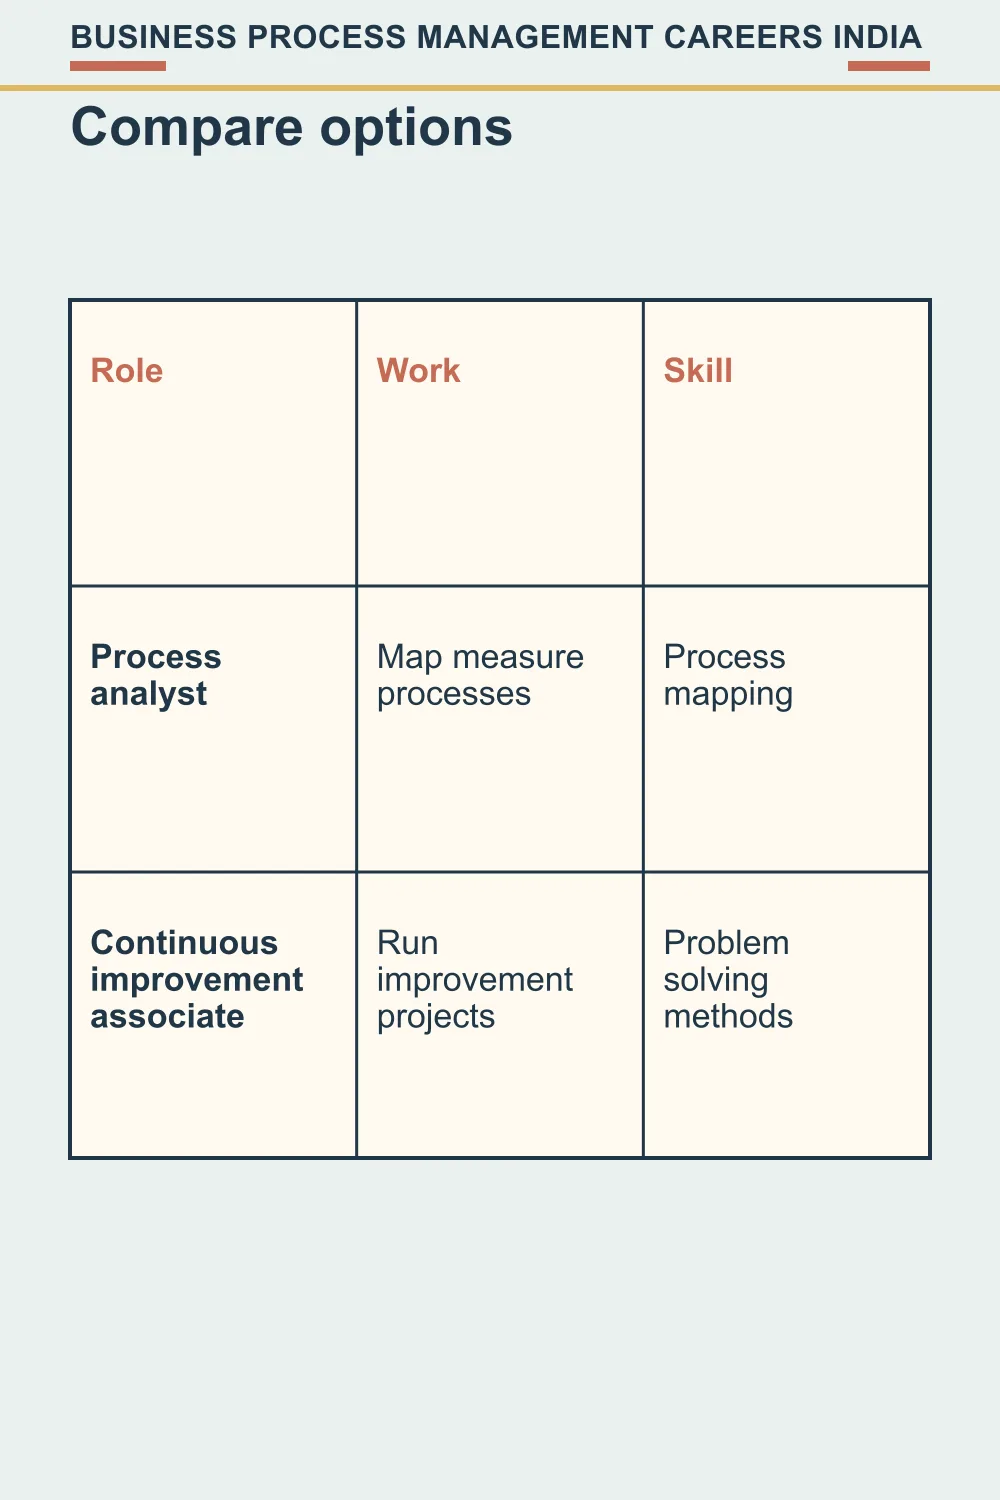 BUSINESS PROCESS MANAGEMENT CAREERS INDIA
Compare options
Role
Work
Skill
Process
analyst
Map measure
processes
Process
mapping
Continuous
improvement
associate
Run
improvement
projects
Problem
solving
methods